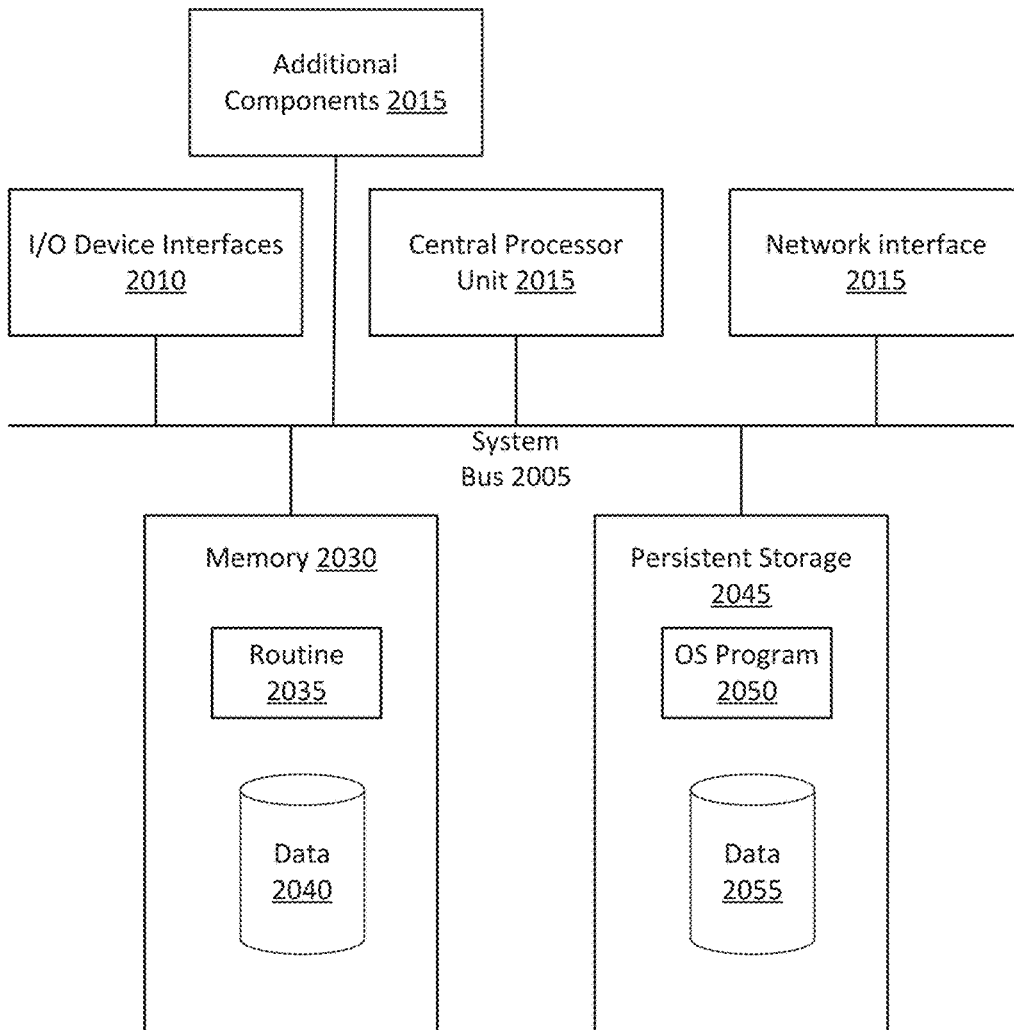 Additional
Components 2015
I/O Device Interfaces
2010
Central Processor
Unit 2015
Network interface
2015
System
Bus 2005
Memory 2030
Routine
2035
Data
2040
Persistent Storage
2045
OS Program
2050
Data
2055